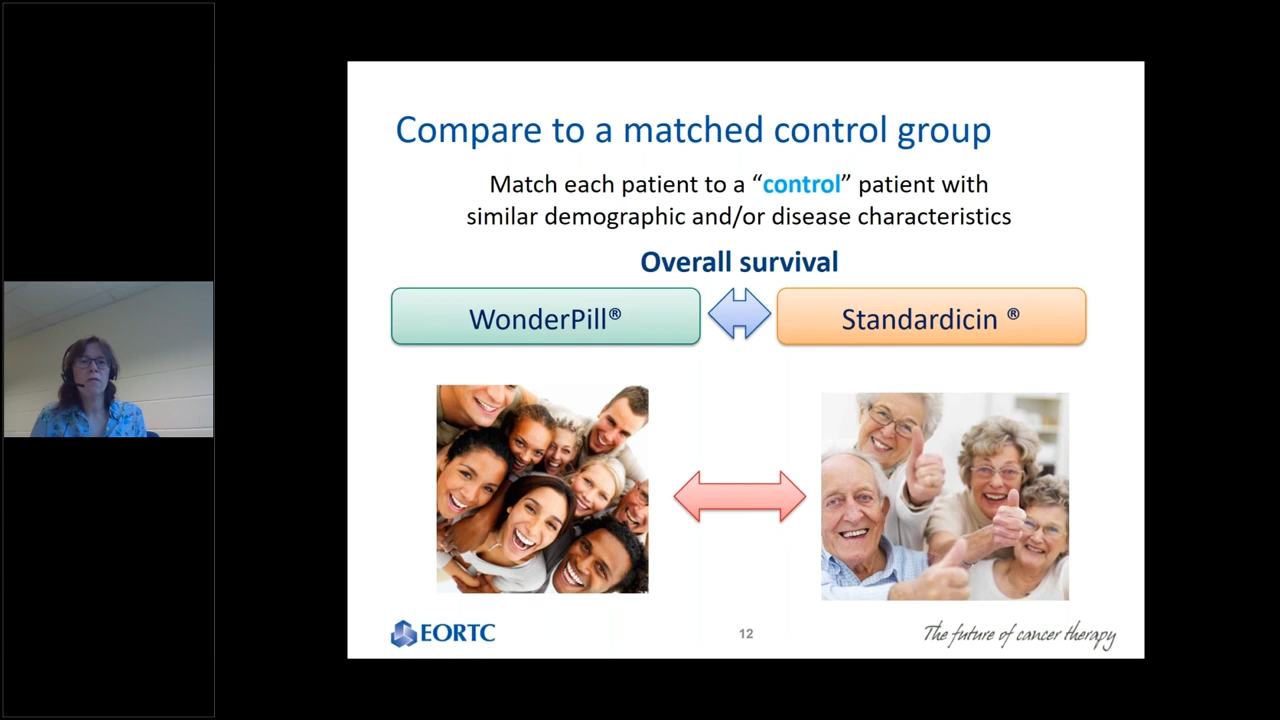 Compare to a matched control group
Match each patient to a “control” patient with
similar demographic and/or disease characteristics
Overall survival
WonderPill®
Standardicin ®
EORTC
12
The future of cancer therapy